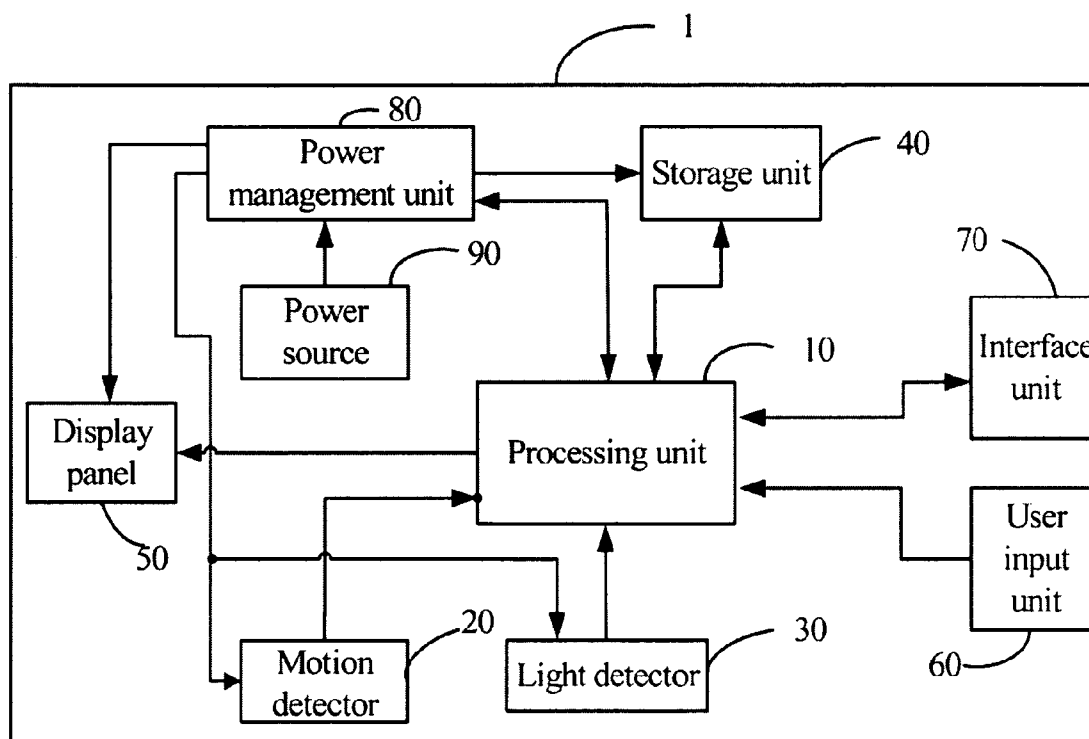 1
80
Power
management unit
Storage unit
40
90
Power
source
70
Interface
unit
10
Processing unit
Display
panel
50
User
input
unit
60
20
Motion
detector
30
Light detector